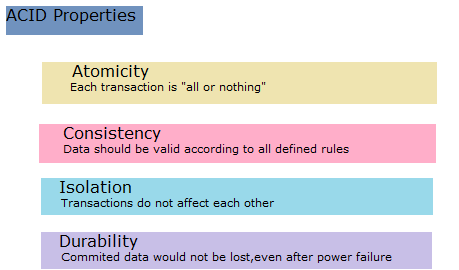 ACID Properties
Atomicity
Each transaction is "all or nothing"
Consistency
Data should be valid according to all defined rules
Isolation
Transactions do not affect each other
Durability
Commited data would not be lost,even after power failure